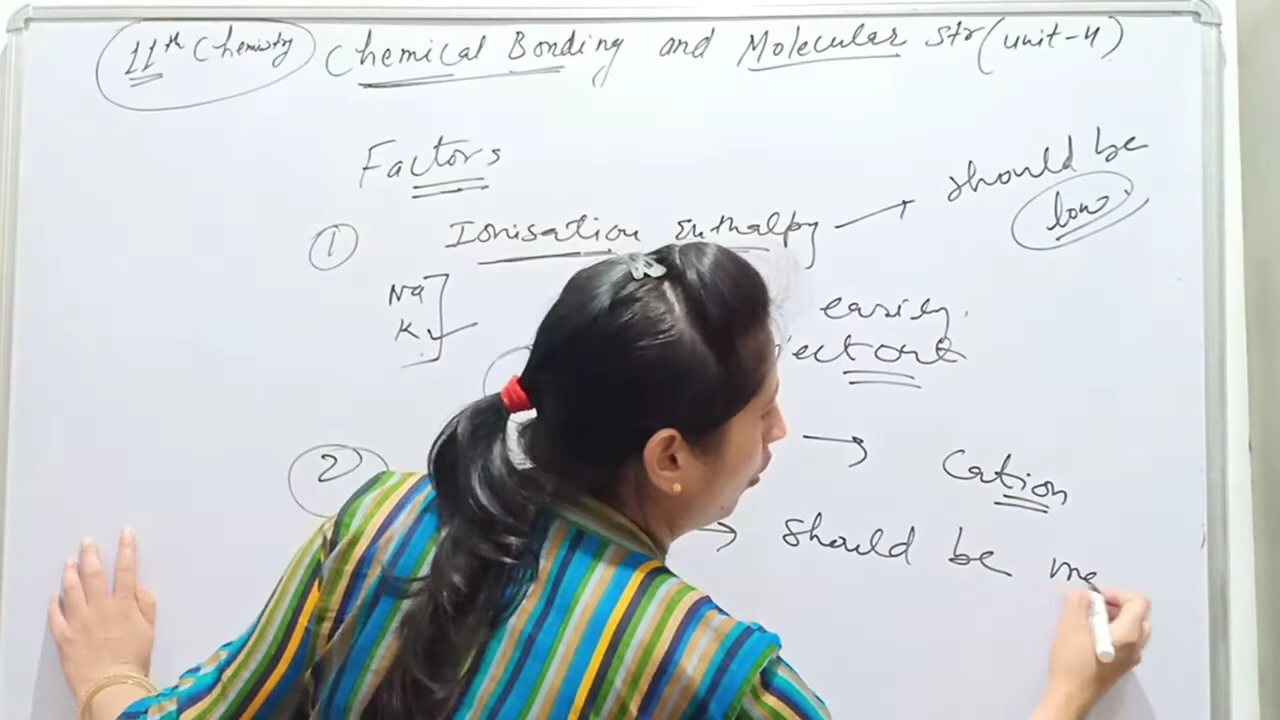 11th Chemistry Chemical Bonding and Molecular Str (unit-4)
Factors
① Ionisation Enthalpy → should be
low
Na
K
easily
② → Cation
→ should be me